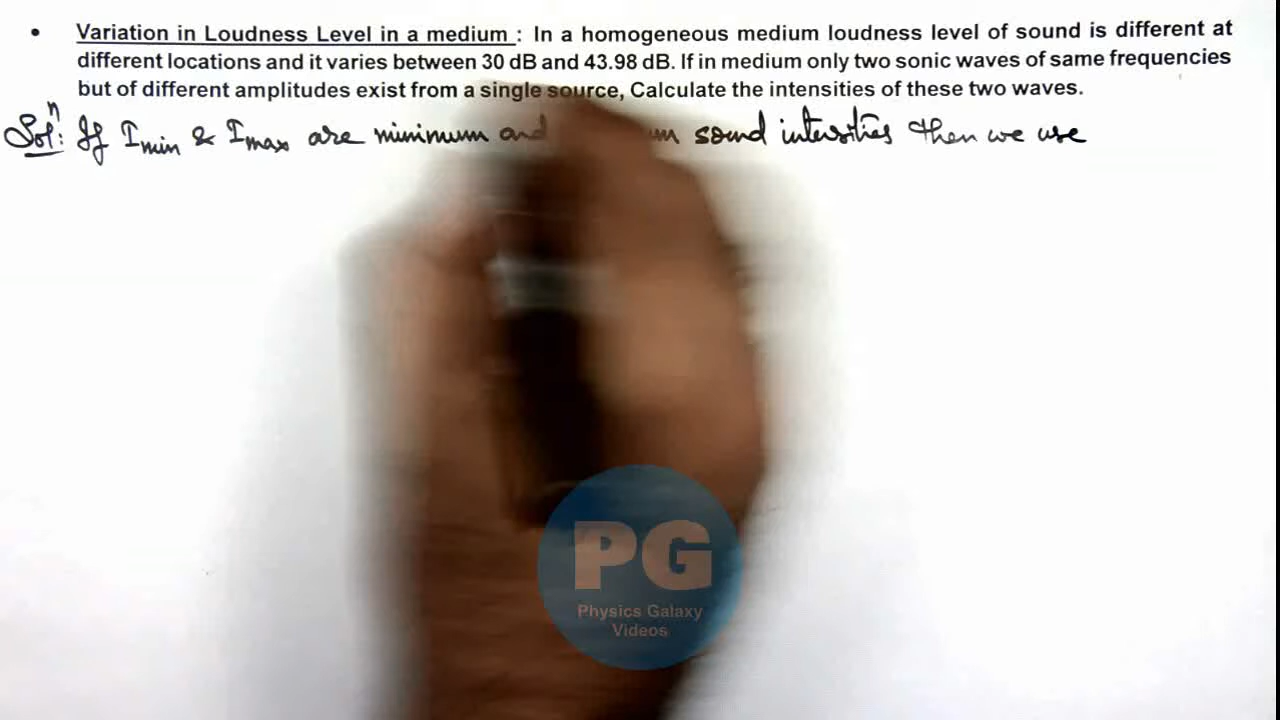 • Variation in Loudness Level in a medium : In a homogeneous medium loudness level of sound is different at
different locations and it varies between 30 dB and 43.98 dB. If in medium only two sonic waves of same frequencies
but of different amplitudes exist from a single source, Calculate the intensities of these two waves.
Solⁿ: If Imin & Imax are minimum and sound intensities then we use
PG
Physics Galaxy
Videos